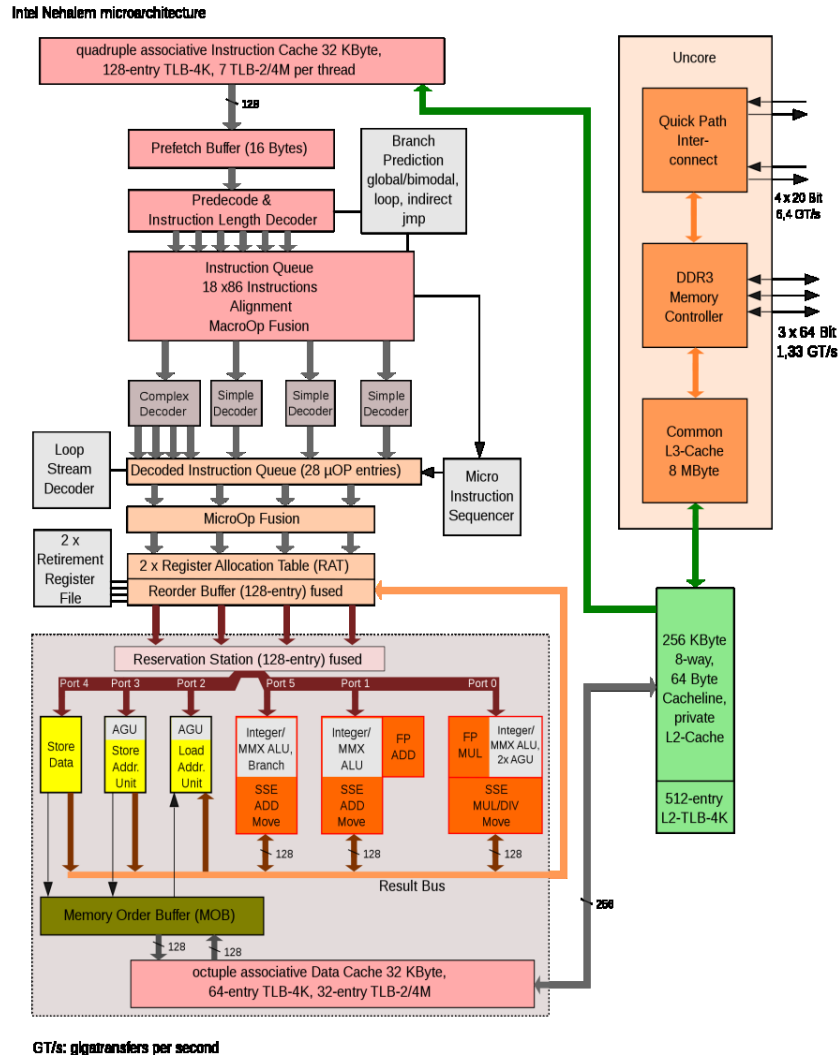 Intel Nehalem microarchitecture
quadruple associative Instruction Cache 32 KByte,
128-entry TLB-4K, 7 TLB-2/4M per thread
128
Prefetch Buffer (16 Bytes)
Predecode &
Instruction Length Decoder
Branch
Prediction
global/bimodal,
loop, indirect
jmp
Instruction Queue
18 x86 Instructions
Alignment
MacroOp Fusion
Complex
Decoder
Simple
Decoder
Simple
Decoder
Simple
Decoder
Loop
Stream
Decoder
Decoded Instruction Queue (28 µOP entries)
Micro
Instruction
Sequencer
MicroOp Fusion
2 x
Retirement
Register
File
2 x Register Allocation Table (RAT)
Reorder Buffer (128-entry) fused
Reservation Station (128-entry) fused
Port 4
Port 3
Port 2
Port 5
Port 1
Port 0
Store
Data
AGU
Store
Addr.
Unit
AGU
Load
Addr.
Unit
Integer/
MMX ALU,
Branch
SSE
ADD
Move
Integer/
MMX
ALU
FP
ADD
SSE
ADD
Move
FP
MUL
Integer/
MMX ALU,
2x AGU
SSE
MUL/DIV
Move
128
128
128
Result Bus
Memory Order Buffer (MOB)
128
128
octuple associative Data Cache 32 KByte,
64-entry TLB-4K, 32-entry TLB-2/4M
Uncore
Quick Path
Inter-
connect
4 x 20 Bit
6,4 GT/s
DDR3
Memory
Controller
3 x 64 Bit
1,33 GT/s
Common
L3-Cache
8 MByte
256 KByte
8-way,
64 Byte
Cacheline,
private
L2-Cache
512-entry
L2-TLB-4K
256
GT/s: gigatransfers per second